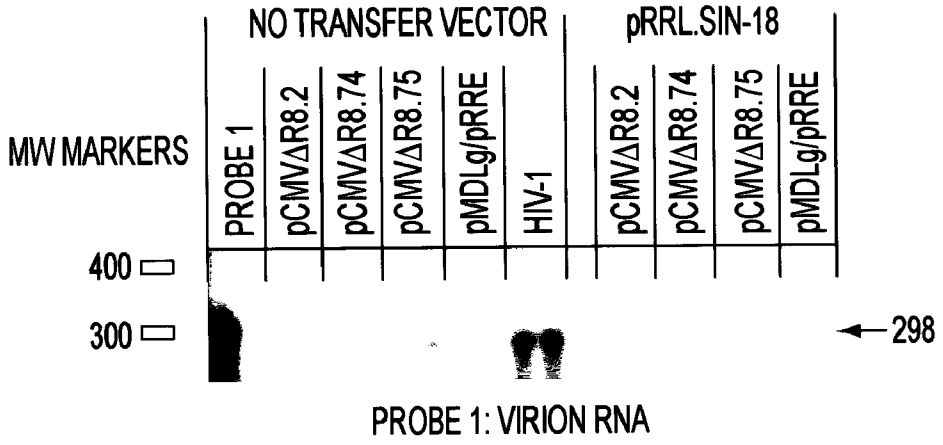 NO TRANSFER VECTOR
pRRL.SIN-18
MW MARKERS
PROBE 1
pCMVΔR8.2
pCMVΔR8.74
pCMVΔR8.75
pMDLg/pRRE
HIV-1
pCMVΔR8.2
pCMVΔR8.74
pCMVΔR8.75
pMDLg/pRRE
400
300
298
PROBE 1: VIRION RNA